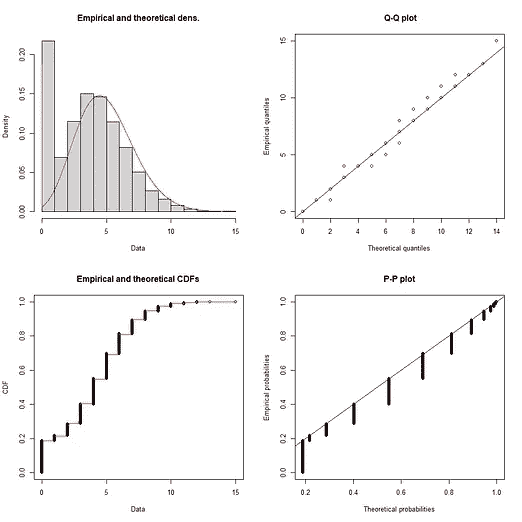 Empirical and theoretical dens.
Density
0.00 0.05 0.10 0.15 0.20
0 5 10 15
Data
Q-Q plot
Empirical quantiles
0 5 10 15
0 2 4 6 8 10 12 14
Theoretical quantiles
Empirical and theoretical CDFs
CDF
0.0 0.2 0.4 0.6 0.8 1.0
0 5 10 15
Data
P-P plot
Empirical probabilities
0.0 0.2 0.4 0.6 0.8 1.0
0.2 0.4 0.6 0.8 1.0
Theoretical probabilities